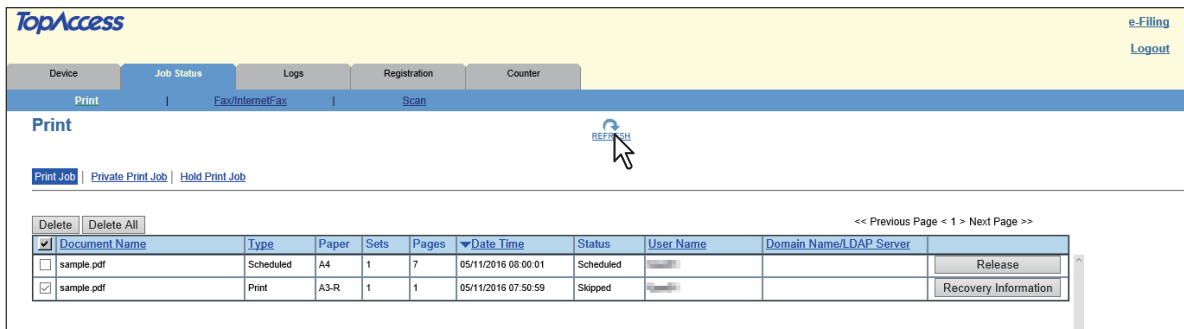 TopAccess
e-Filing
Logout
Device Job Status Logs Registration Counter
Print | Fax/InternetFax | Scan
Print
REFRESH
Print Job | Private Print Job | Hold Print Job
Delete Delete All << Previous Page < 1 > Next Page >>
Document Name Type Paper Sets Pages Date Time Status User Name Domain Name/LDAP Server
sample.pdf Scheduled A4 1 7 05/11/2016 08:00:01 Scheduled Release
sample.pdf Print A3-R 1 1 05/11/2016 07:50:59 Skipped Recovery Information